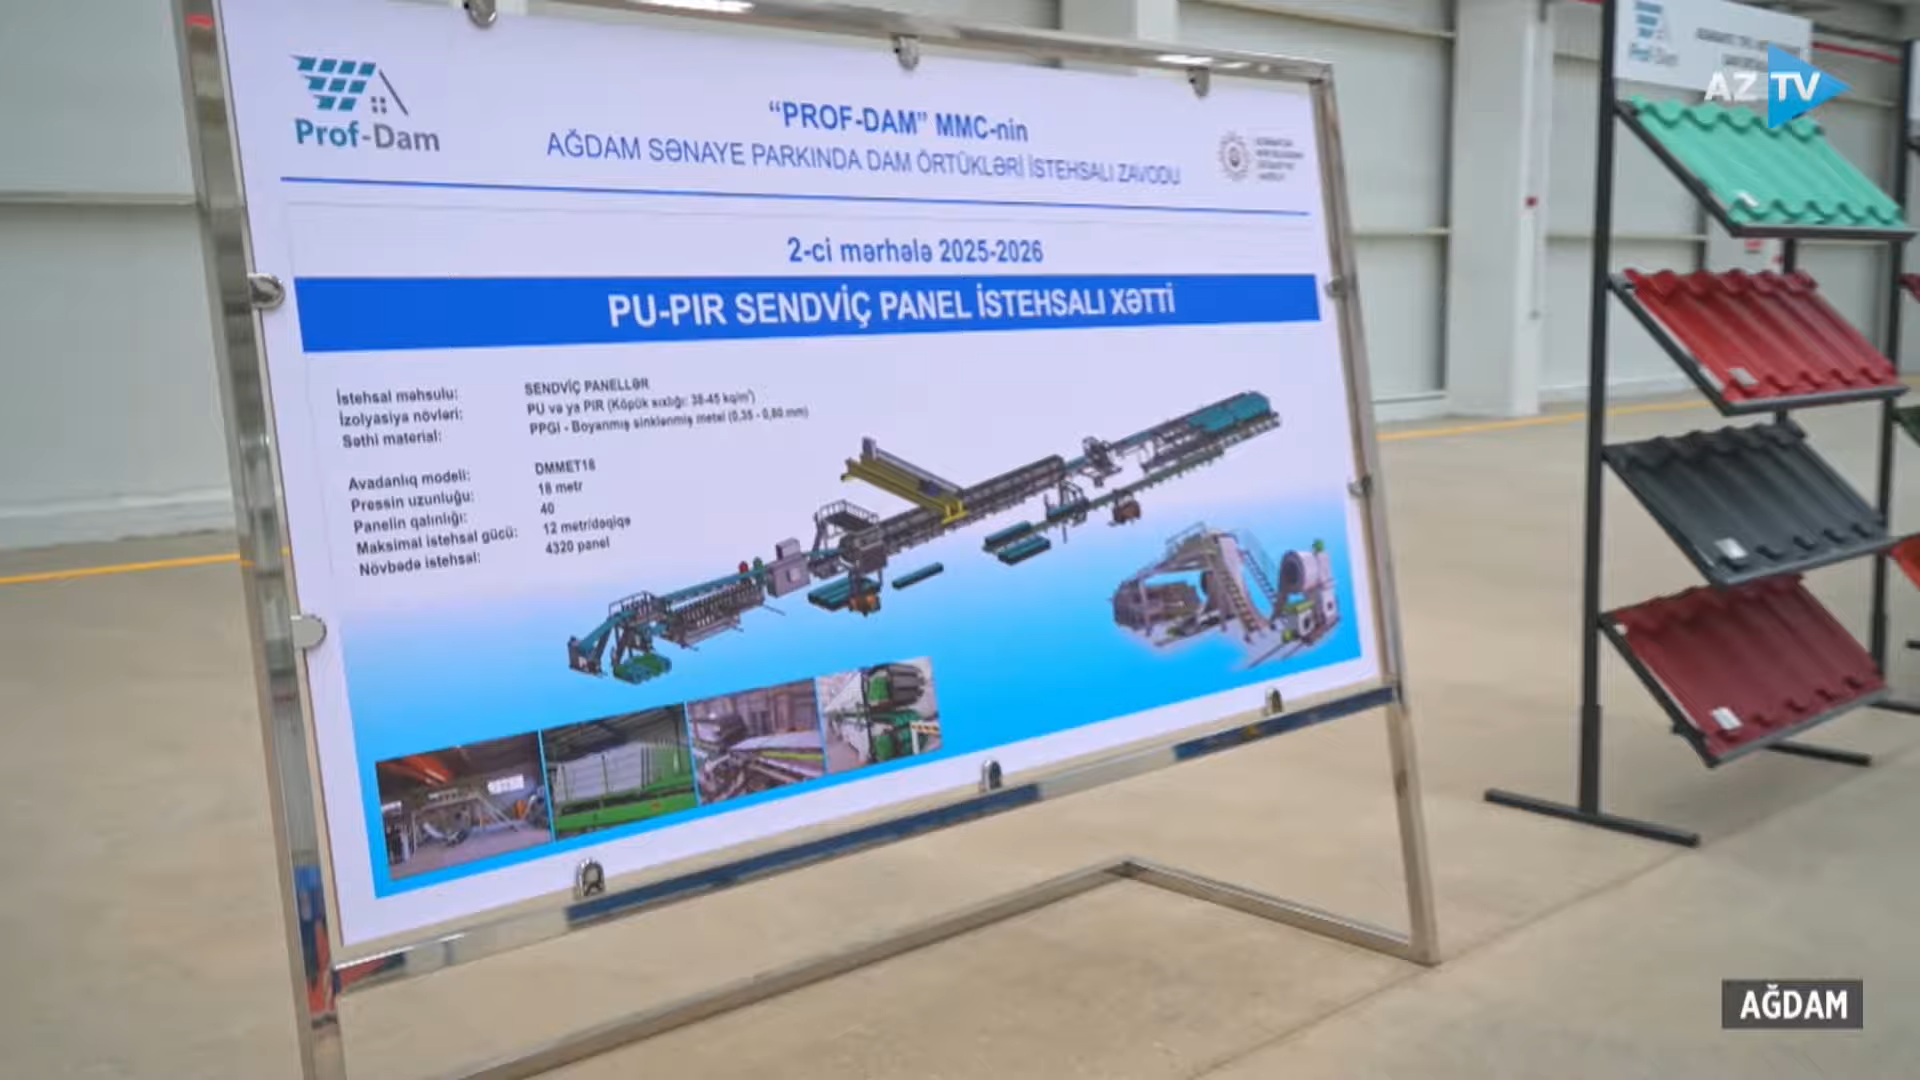 Prof-Dam
“PROF-DAM” MMC-nin
AĞDAM SƏNAYE PARKINDA DAM ÖRTÜKLƏRİ İSTEHSALI ZAVODU
2-ci mərhələ 2025-2026
PU-PIR SENDVİÇ PANEL İSTEHSALI XƏTTİ
İstehsal məhsulu: SENDVİÇ PANELLƏR
İzolyasiya növləri: PU və ya PIR (Köpük sıxlığı: 38-45 kq/m³)
Səthi material: PPGI - Boyanmış sinklənmiş metal (0,35 - 0,80 mm)
Avadanlıq modeli: DMMET18
Pressin uzunluğu: 18 metr
Panelin qalınlığı: 40
Maksimal istehsal gücü: 12 metr/dəqiqə
Növbədə istehsal: 4320 panel
Prof-Dam
AZTV
AĞDAM